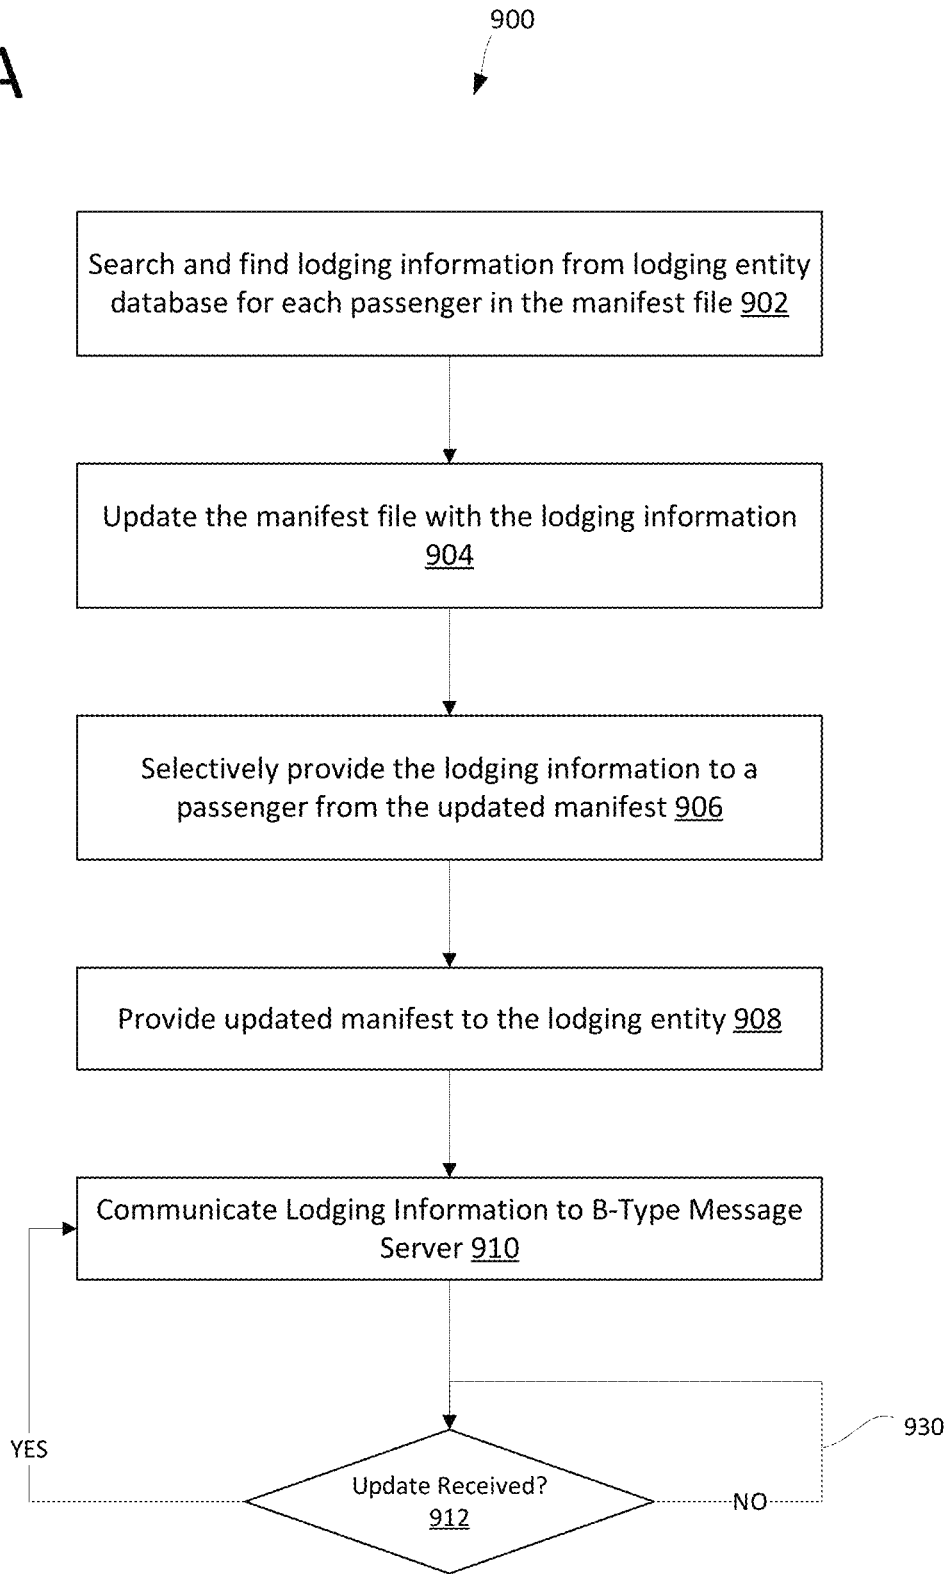 900
A
Search and find lodging information from lodging entity
database for each passenger in the manifest file 902
Update the manifest file with the lodging information
904
Selectively provide the lodging information to a
passenger from the updated manifest 906
Provide updated manifest to the lodging entity 908
Communicate Lodging Information to B-Type Message
Server 910
930
YES
Update Received?
912
NO